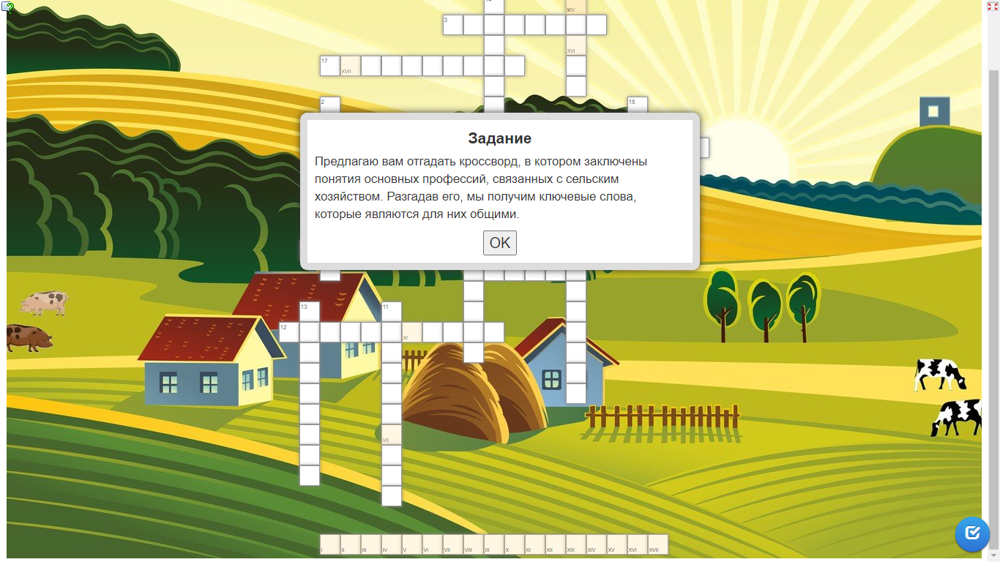 14
XIV
3
XVI
17
XVII
2
15
Задание
Предлагаю вам отгадать кроссворд, в котором заключены
понятия основных профессий, связанных с сельским
хозяйством. Разгадав его, мы получим ключевые слова,
которые являются для них общими.
OK
13
11
12
XI
VII
I II III IV V VI VII VIII IX X XI XII XIII XIV XV XVI XVII